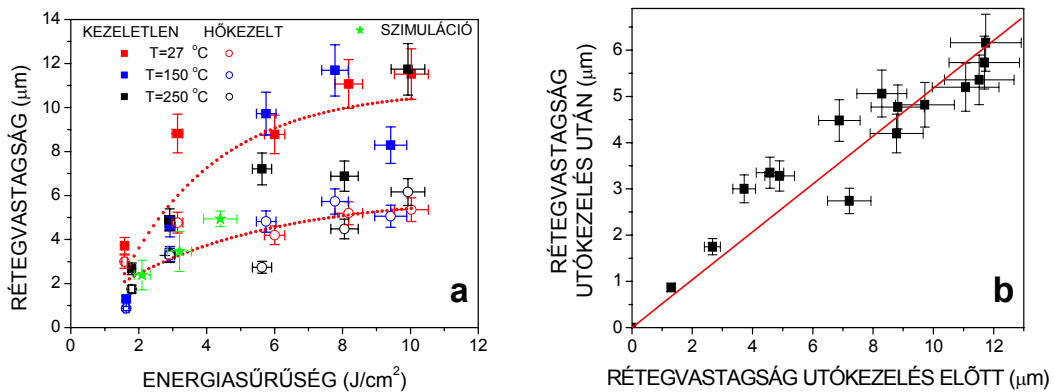 KEZELETLEN HŐKEZELT SZIMULÁCIÓ
T=27 °C
T=150 °C
T=250 °C
14
12
10
8
6
4
2
0
RÉTEGVASTAGSÁG (μm)
0 2 4 6 8 10 12
ENERGIASŰRŰSÉG (J/cm²)
a
6
5
4
3
2
1
0
RÉTEGVASTAGSÁG
UTÓKEZELÉS UTÁN (μm)
0 2 4 6 8 10 12
RÉTEGVASTAGSÁG UTÓKEZELÉS ELÕTT (μm)
b